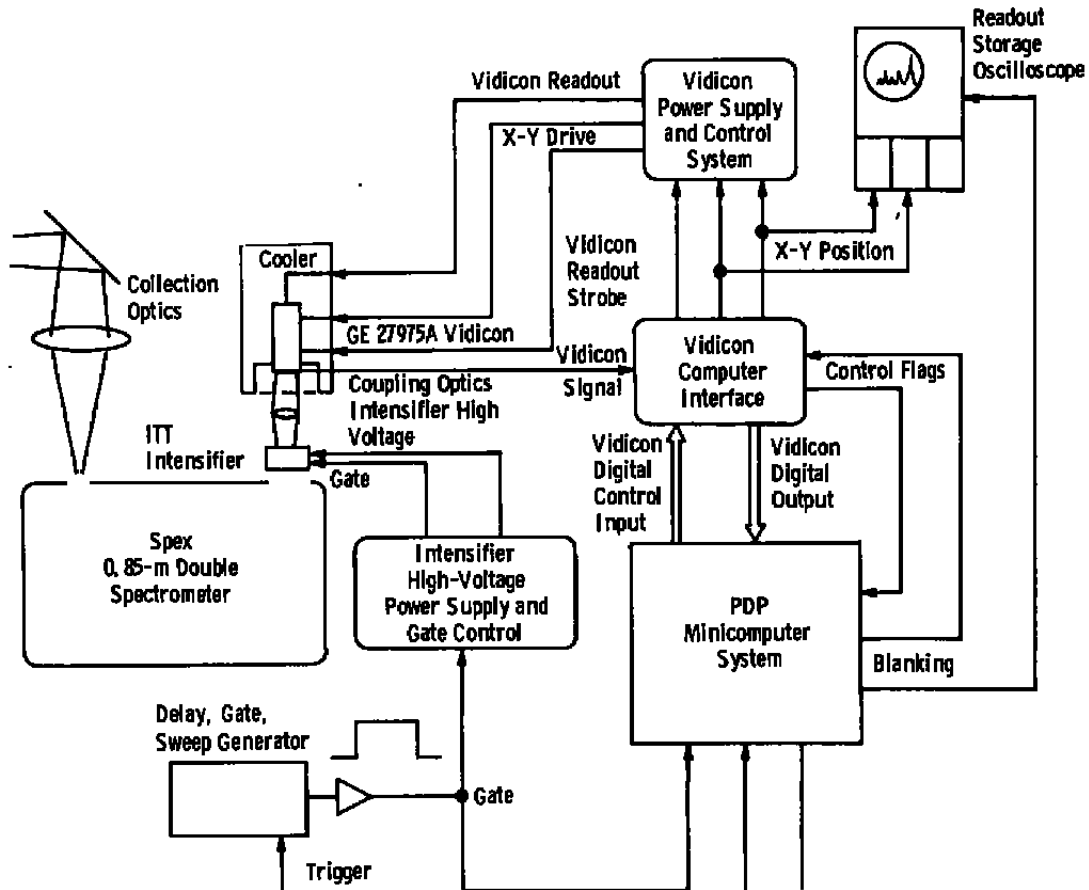 Readout
Storage
Oscilloscope
Vidicon Readout
X-Y Drive
Vidicon
Power Supply
and Control
System
Collection
Optics
Cooler
GE 27975A Vidicon
Vidicon
Readout
Strobe
X-Y Position
Vidicon
Signal
Vidicon
Computer
Interface
Control Flags
Coupling Optics
Intensifier High
Voltage
ITT
Intensifier
Gate
Vidicon
Digital
Control
Input
Vidicon
Digital
Output
Spex
0.85-m Double
Spectrometer
Intensifier
High-Voltage
Power Supply and
Gate Control
PDP
Minicomputer
System
Blanking
Delay, Gate,
Sweep Generator
Gate
Trigger